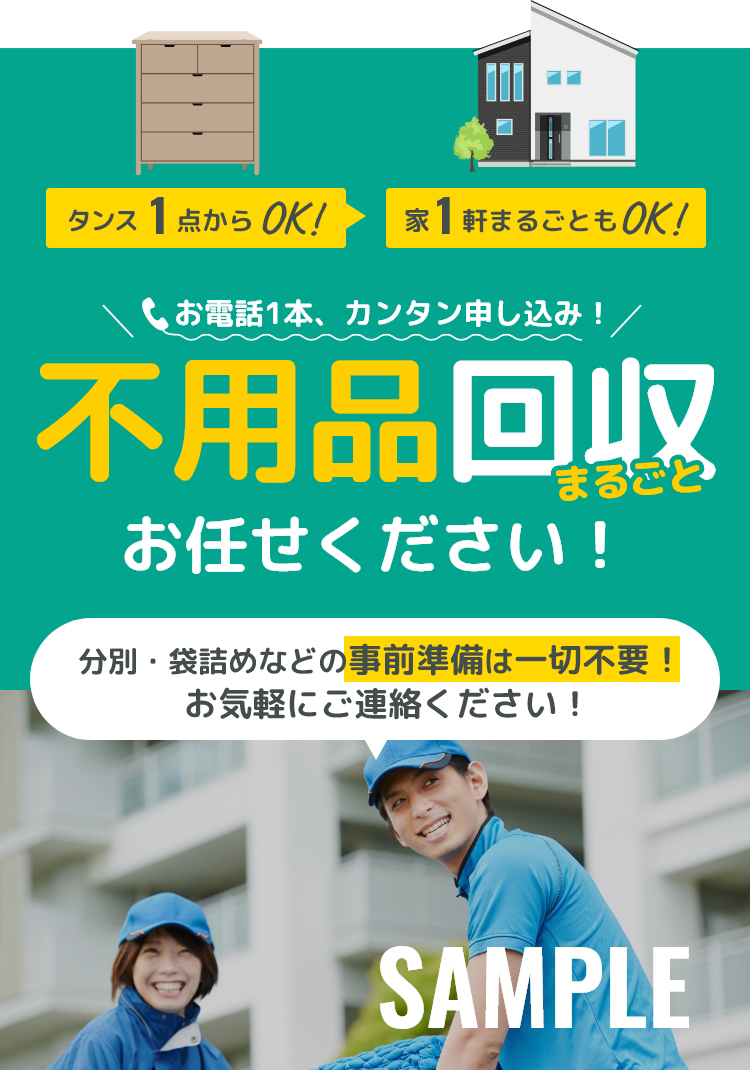 タンス1点からOK!
家1軒まるごともOK!
お電話1本、カンタン申し込み！
不用品回収
まるごと
お任せください！
分別・袋詰めなどの事前準備は一切不要！
お気軽にご連絡ください！
SAMPLE